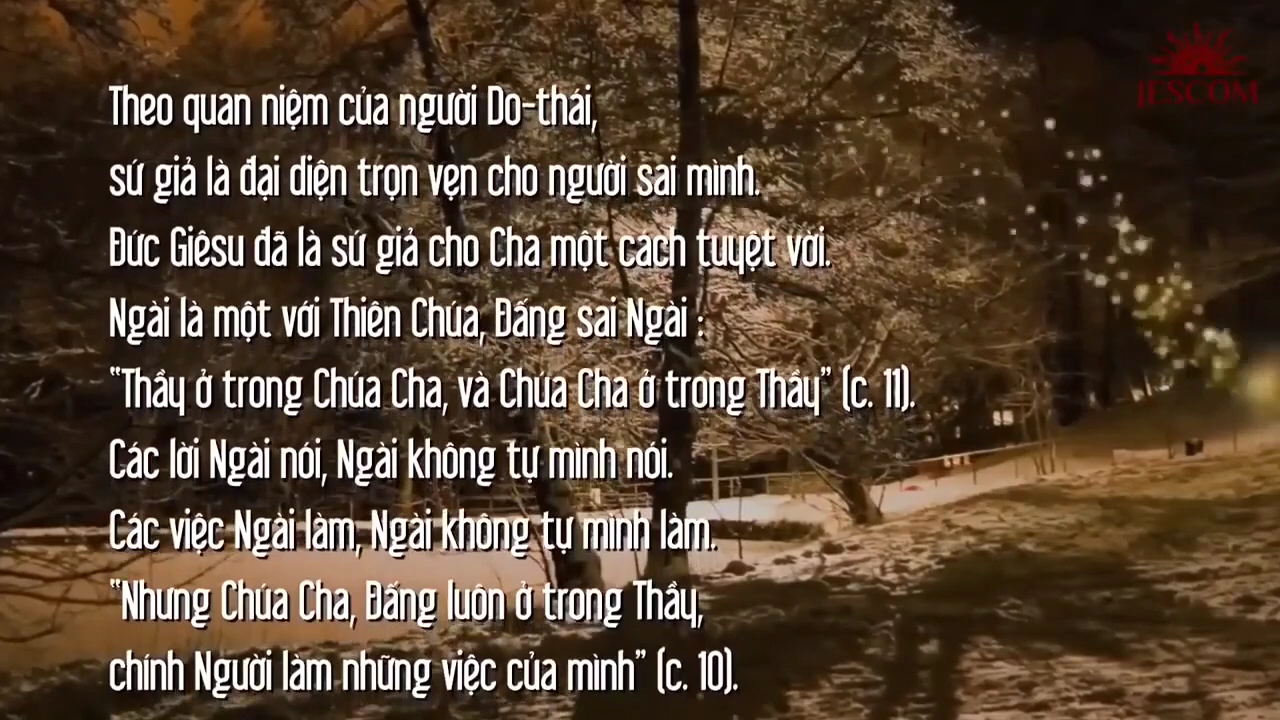 JESCOM
Theo quan niệm của người Do-thái,
sứ giả là đại diện trọn vẹn cho người sai mình.
Đức Giêsu đã là sứ giả cho Cha một cách tuyệt vời.
Ngài là một với Thiên Chúa, Đấng sai Ngài :
“Thầy ở trong Chúa Cha, và Chúa Cha ở trong Thầy” (c. 11).
Các lời Ngài nói, Ngài không tự mình nói.
Các việc Ngài làm, Ngài không tự mình làm.
“Nhưng Chúa Cha, Đấng luôn ở trong Thầy,
chính Người làm những việc của mình” (c. 10).